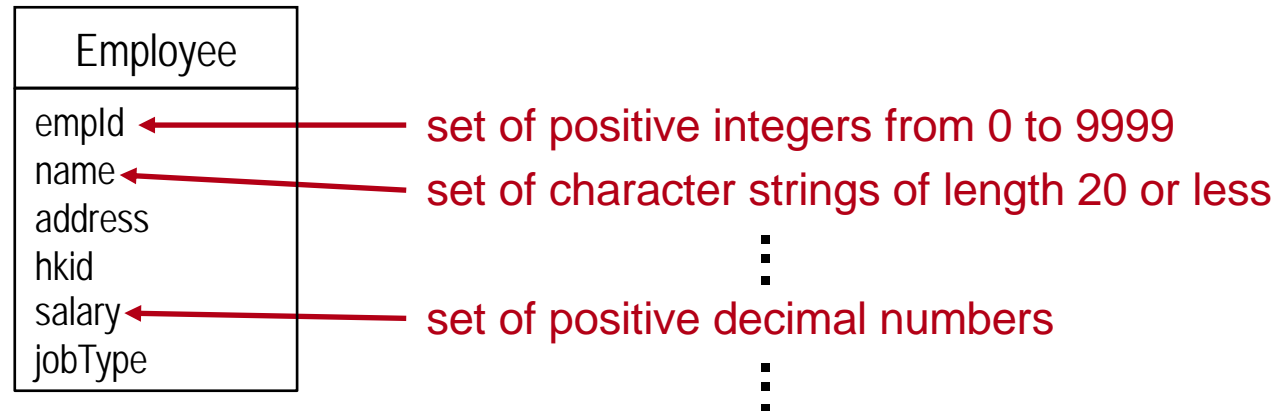 Employee
empId set of positive integers from 0 to 9999
name set of character strings of length 20 or less
address
hkid
salary set of positive decimal numbers
jobType